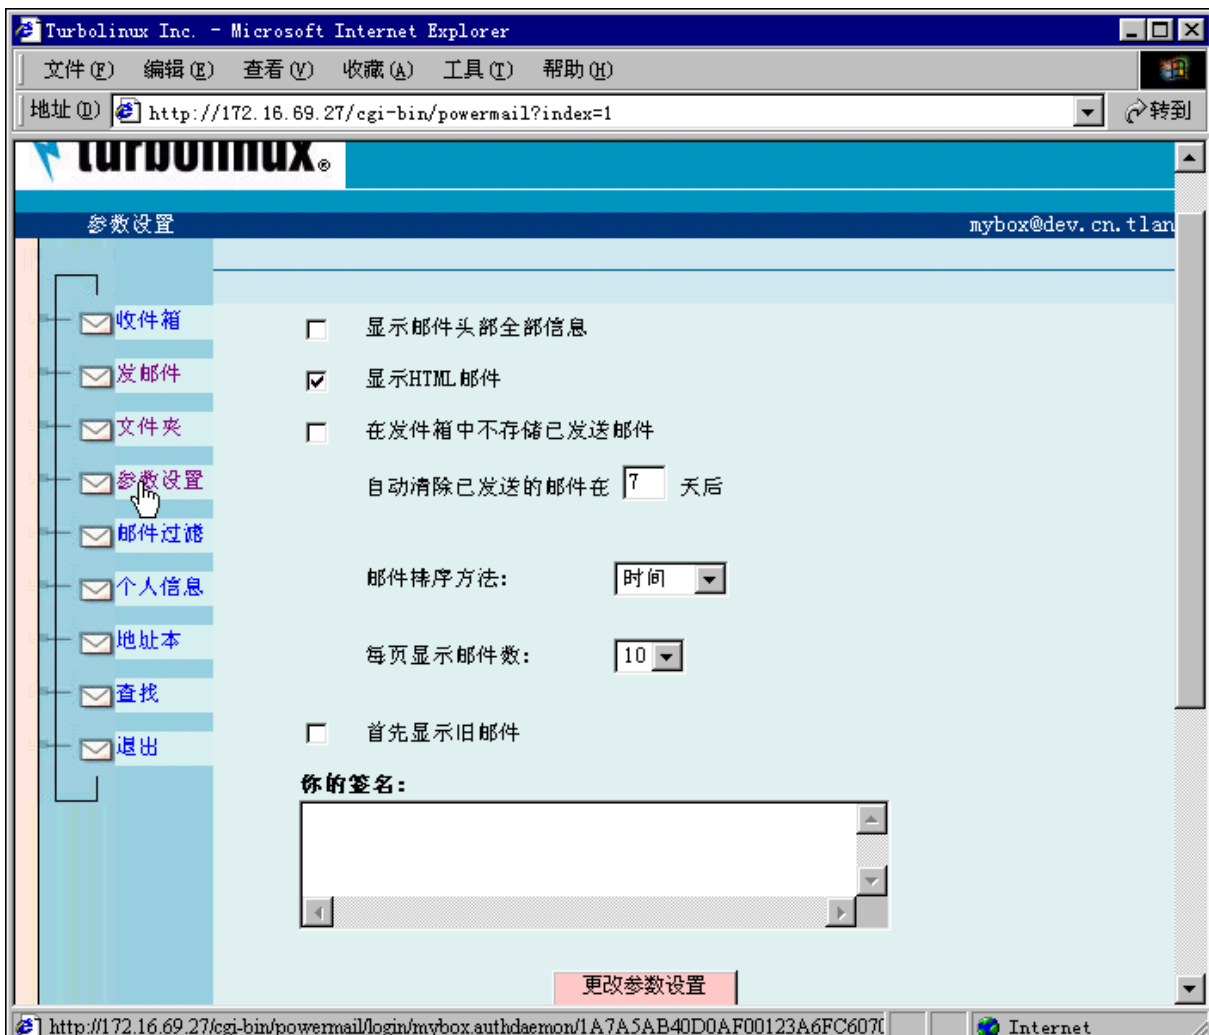 Turbolinux Inc. - Microsoft Internet Explorer
文件(F) 编辑(E) 查看(V) 收藏(A) 工具(T) 帮助(H)
地址(D) http://172.16.69.27/cgi-bin/powermail?index=1 转到
turbolinux®
参数设置 mybox@dev.cn.tlan
收件箱
发邮件
文件夹
参数设置
邮件过滤
个人信息
地址本
查找
退出
显示邮件头部全部信息
显示HTML邮件
在发件箱中不存储已发送邮件
自动清除已发送的邮件在 7 天后
邮件排序方法: 时间
每页显示邮件数: 10
首先显示旧邮件
你的签名:
更改参数设置
http://172.16.69.27/cgi-bin/powermail/login/mybox.authdaemon/1A7A5AB40D0AF00123A6FC607( Internet